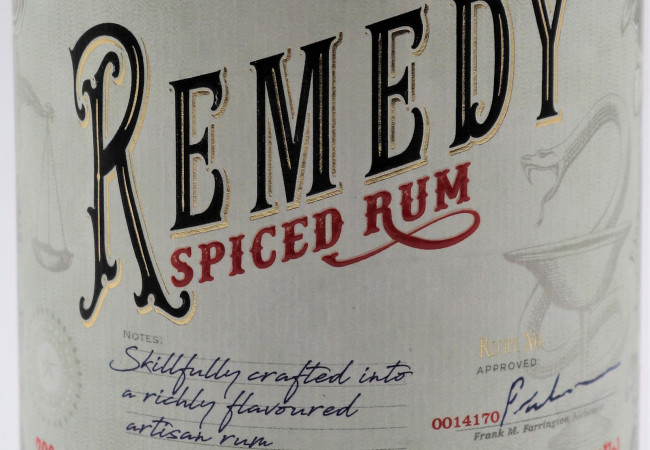 REMEDY
SPICED RUM
NOTES:
Skillfully crafted into
a richly flavoured
artisan rum
APPROVED:
0014170
Frank M. Farrington